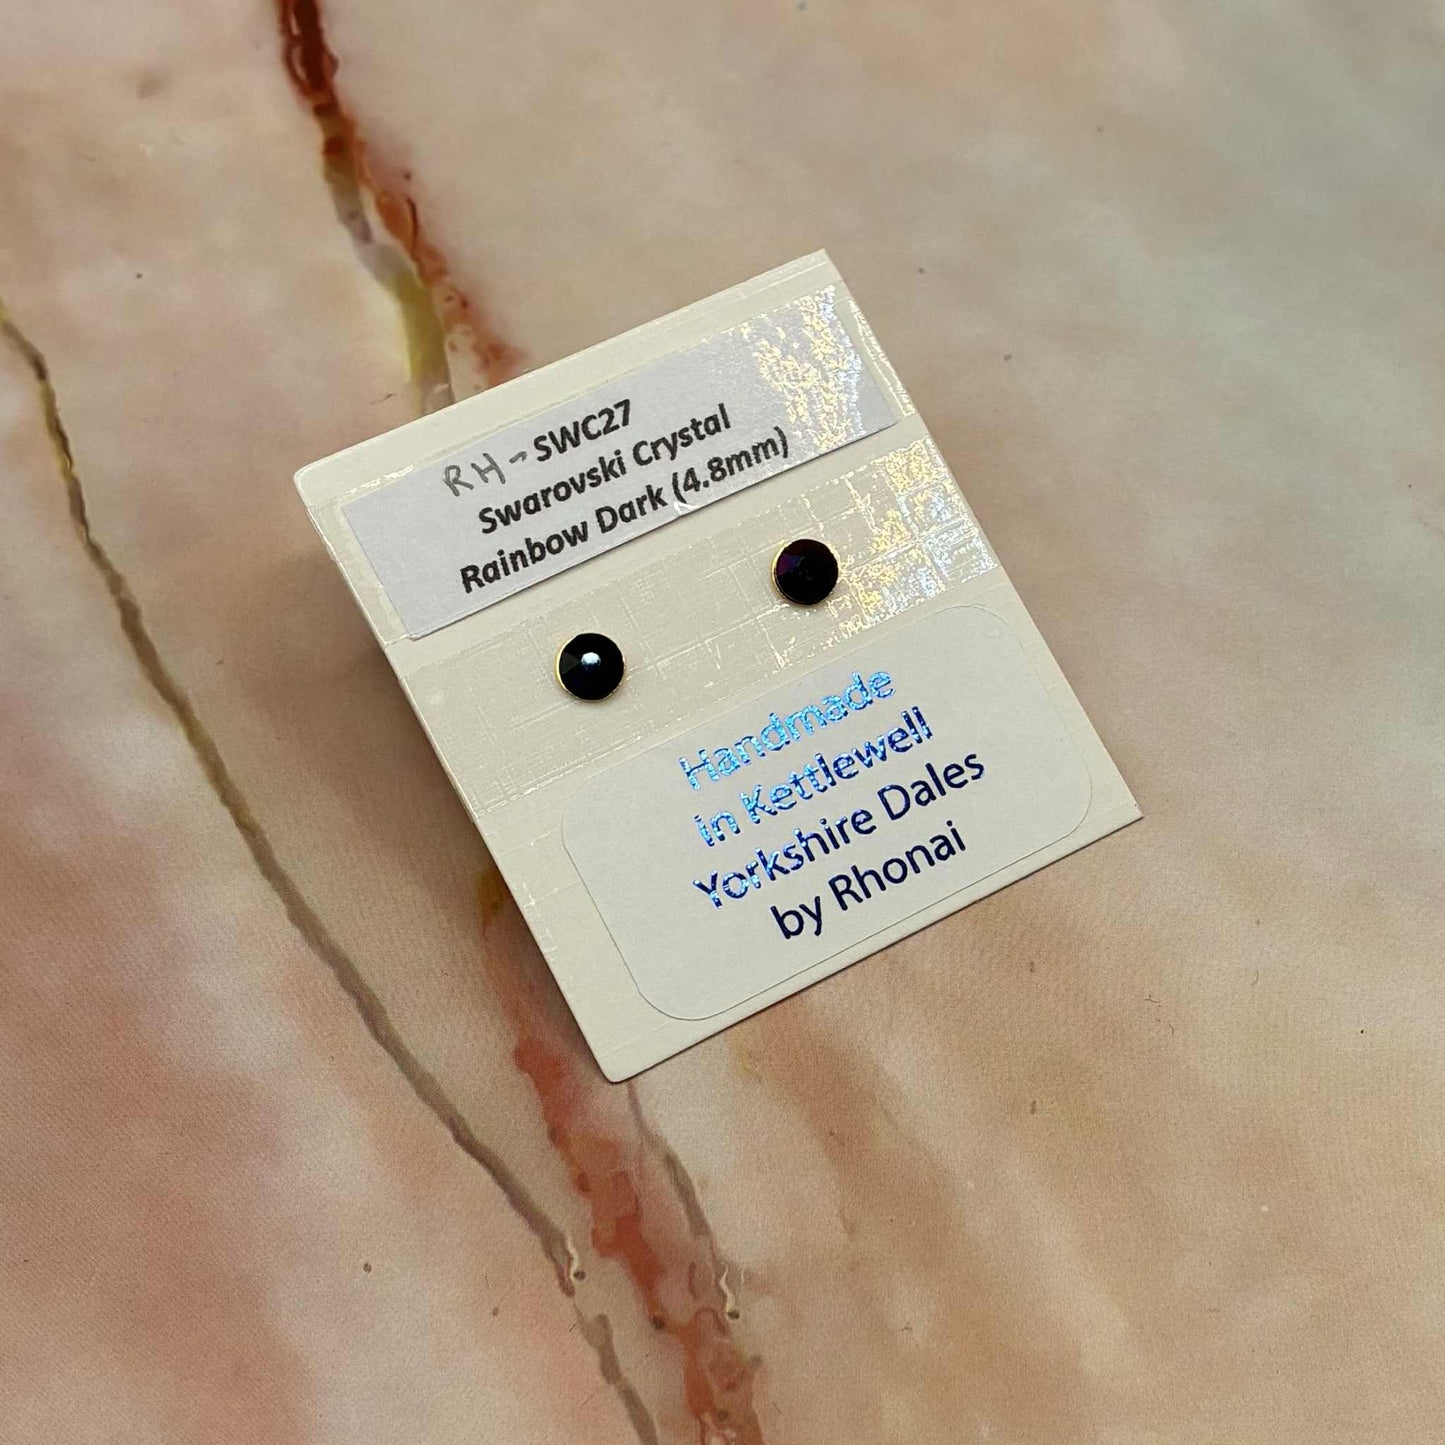 RH-SWC27
Swarovski Crystal
Rainbow Dark (4.8mm)
Handmade
in Kettlewell
Yorkshire Dales
by Rhonai